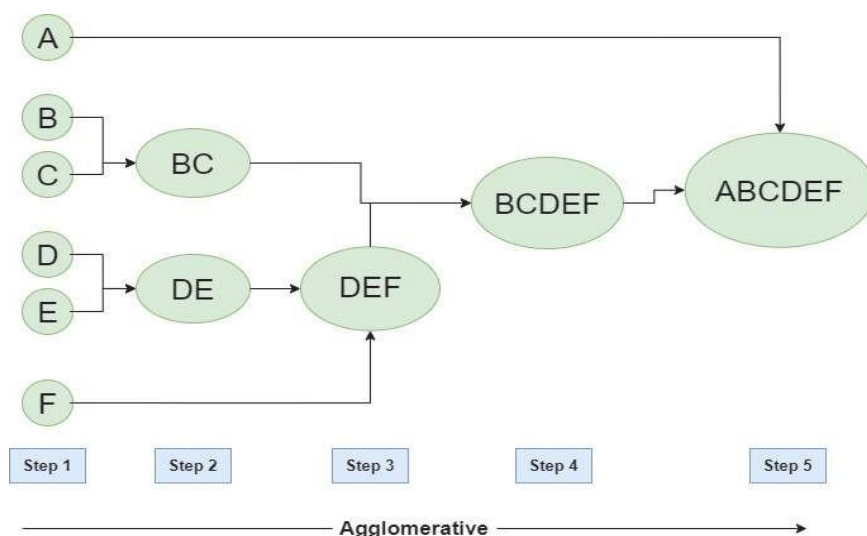 A
B
C
BC
BCDEF
ABCDEF
D
E
DE
DEF
F
Step 1
Step 2
Step 3
Step 4
Step 5
Agglomerative